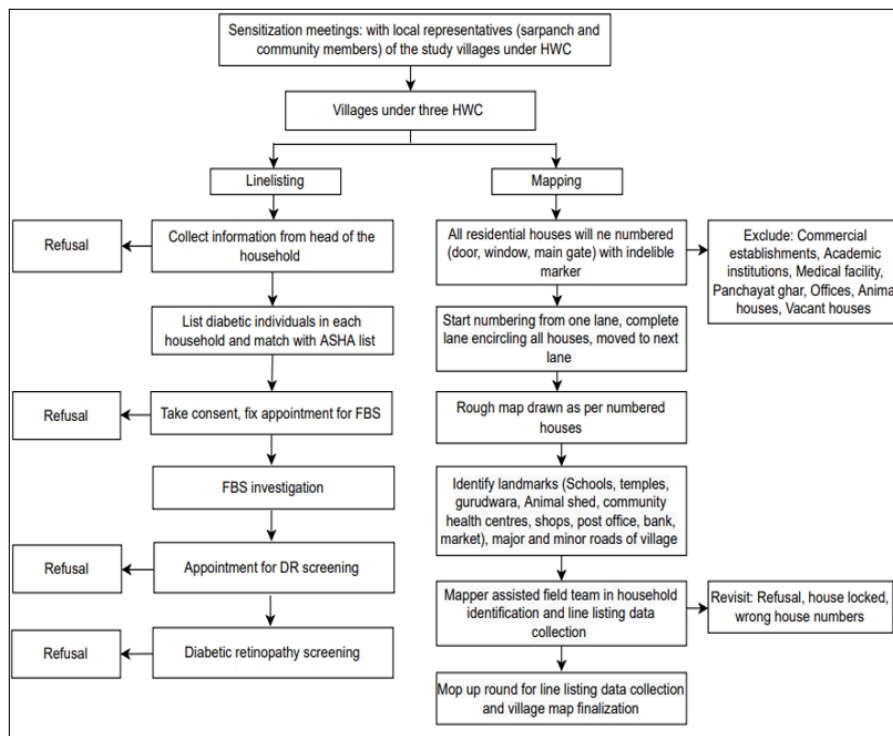 Sensitization meetings: with local representatives (sarpanch and
community members) of the study villages under HWC
Villages under three HWC
Linelisting
Refusal
Collect information from head of the
household
List diabetic individuals in each
household and match with ASHA list
Refusal
Take consent, fix appointment for FBS
FBS investigation
Refusal
Appointment for DR screening
Refusal
Diabetic retinopathy screening
Mapping
All residential houses will ne numbered
(door, window, main gate) with indelible
marker
Exclude: Commercial
establishments, Academic
institutions, Medical facility,
Panchayat ghar, Offices, Anima
houses, Vacant houses
Start numbering from one lane, complete
lane encircling all houses, moved to next
lane
Rough map drawn as per numbered
houses
Identify landmarks (Schools, temples,
gurudwara, Animal shed, community
health centres, shops, post office, bank,
market), major and minor roads of village
Mapper assisted field team in household
identification and line listing data
collection
Revisit: Refusal, house locked,
wrong house numbers
Mop up round for line listing data collection
and village map finalization